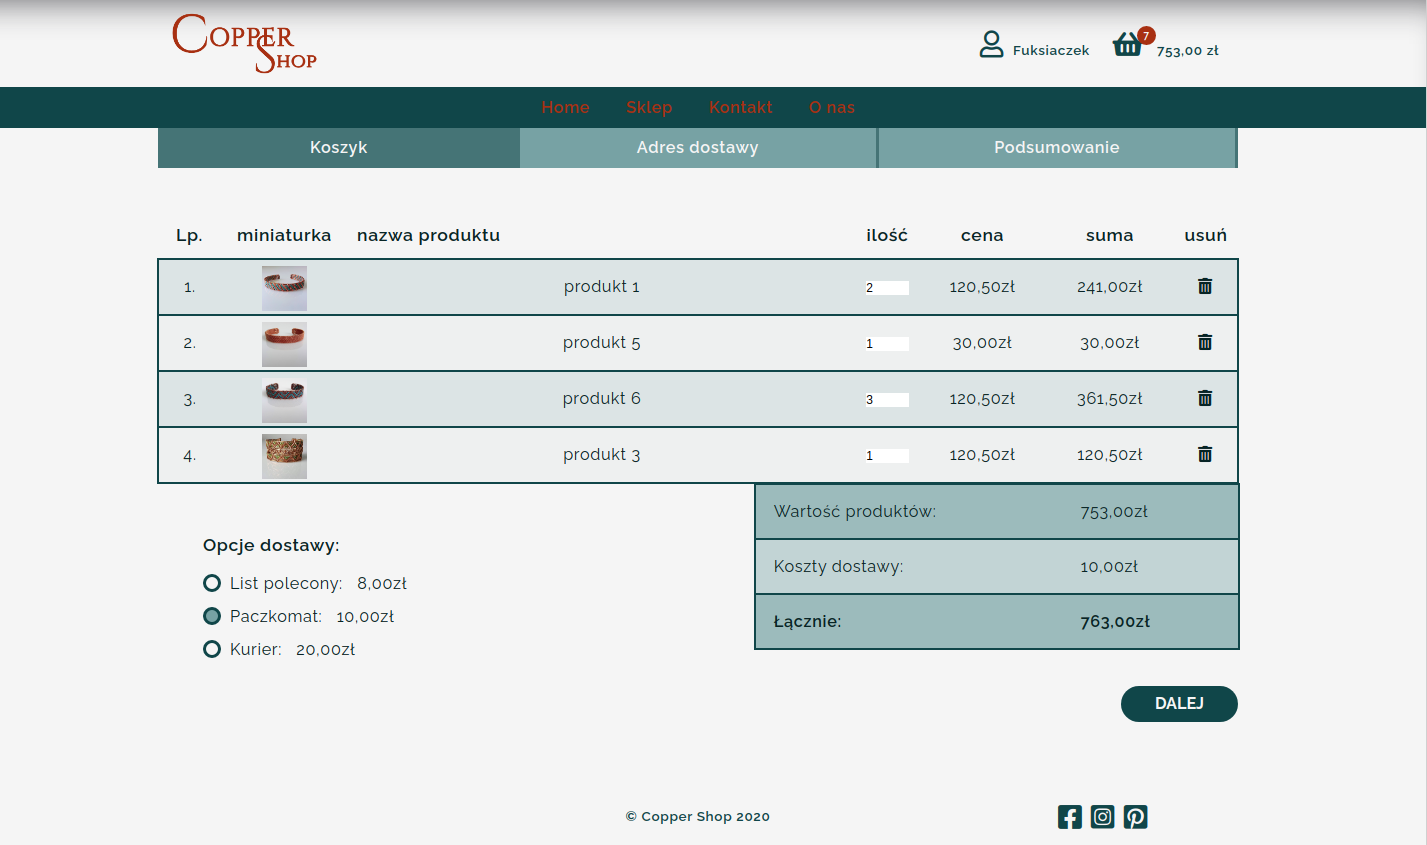 Copper
Shop
Fuksiaczek
7
753,00 zł
Home Sklep Kontakt O nas
Koszyk Adres dostawy Podsumowanie
Lp. miniaturka nazwa produktu ilość cena suma usuń
1. produkt 1 2 120,50zł 241,00zł
2. produkt 5 1 30,00zł 30,00zł
3. produkt 6 3 120,50zł 361,50zł
4. produkt 3 1 120,50zł 120,50zł
Wartość produktów: 753,00zł
Koszty dostawy: 10,00zł
Łącznie: 763,00zł
Opcje dostawy:
List polecony: 8,00zł
Paczkomat: 10,00zł
Kurier: 20,00zł
DALEJ
© Copper Shop 2020